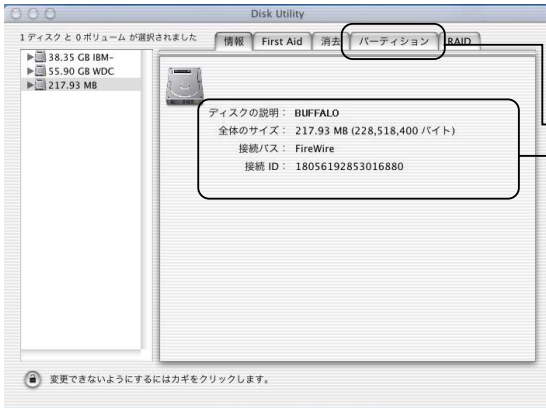 Disk Utility
1 ディスク と 0 ボリューム が選択されました
情報 First Aid 消去 パーティション RAID
38.35 GB IBM-
55.90 GB WDC
217.93 MB
ディスクの説明： BUFFALO
全体のサイズ： 217.93 MB (228,518,400 バイト)
接続バス： FireWire
接続 ID： 18056192853016880
変更できないようにするにはカギをクリックします。